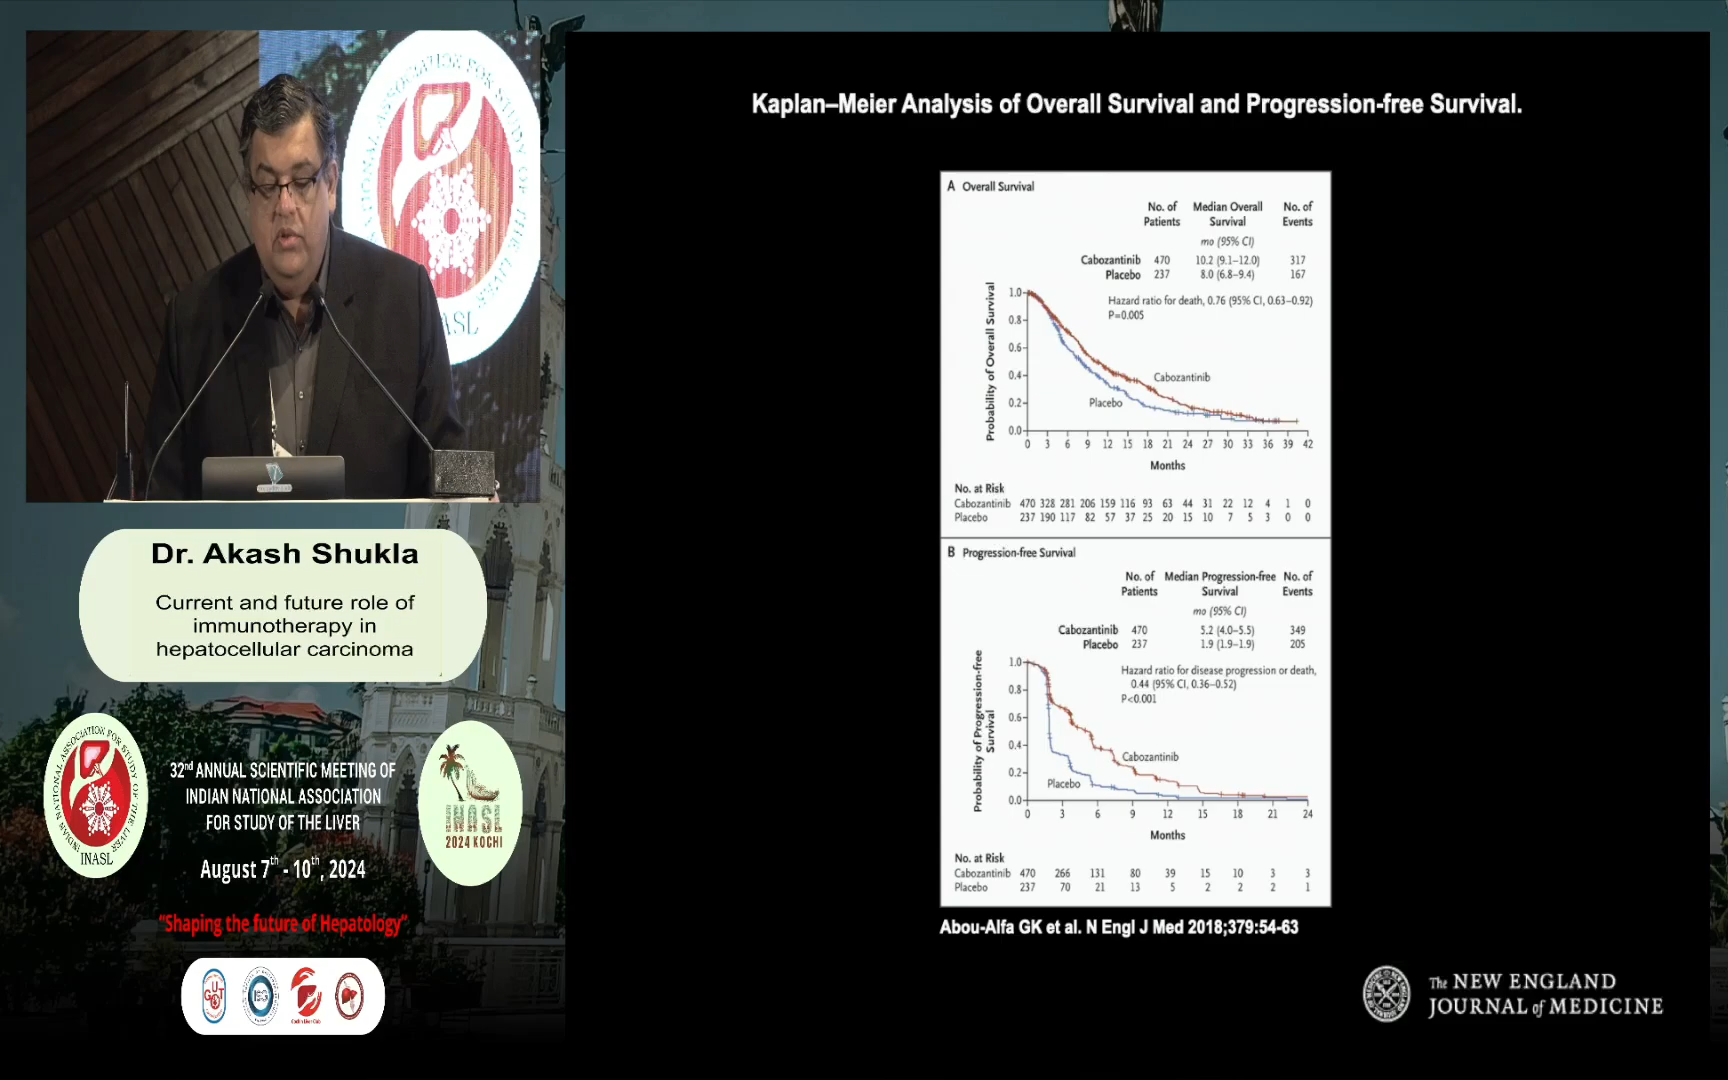 Kaplan–Meier Analysis of Overall Survival and Progression-free Survival.
A Overall Survival
No. of Patients Median Overall Survival No. of Events
mo (95% CI)
Cabozantinib 470 10.2 (9.1–12.0) 317
Placebo 237 8.0 (6.8–9.4) 167
Hazard ratio for death, 0.76 (95% CI, 0.63–0.92)
P=0.005
Probability of Overall Survival
1.0
0.8
0.6
0.4
0.2
0.0
Cabozantinib
Placebo
0 3 6 9 12 15 18 21 24 27 30 33 36 39 42
Months
No. at Risk
Cabozantinib 470 328 281 206 159 116 93 63 44 31 22 12 4 1 0
Placebo 237 190 117 82 57 37 25 20 15 10 7 5 3 0 0
B Progression-free Survival
No. of Patients Median Progression-free Survival No. of Events
mo (95% CI)
Cabozantinib 470 5.2 (4.0–5.5) 349
Placebo 237 1.9 (1.9–1.9) 205
Hazard ratio for disease progression or death,
0.44 (95% CI, 0.36–0.52)
P<0.001
Probability of Progression-free
Survival
1.0
0.8
0.6
0.4
0.2
0.0
Cabozantinib
Placebo
0 3 6 9 12 15 18 21 24
Months
No. at Risk
Cabozantinib 470 266 131 80 39 15 10 3 3
Placebo 237 70 21 13 5 2 2 2 1
Abou-Alfa GK et al. N Engl J Med 2018;379:54-63
The NEW ENGLAND
JOURNAL of MEDICINE
Dr. Akash Shukla
Current and future role of
immunotherapy in
hepatocellular carcinoma
INDIAN NATIONAL ASSOCIATION FOR STUDY OF THE LIVER
INASL
32nd ANNUAL SCIENTIFIC MEETING OF
INDIAN NATIONAL ASSOCIATION
FOR STUDY OF THE LIVER
August 7th - 10th, 2024
INASL
2024 KOCHI
"Shaping the future of Hepatology"